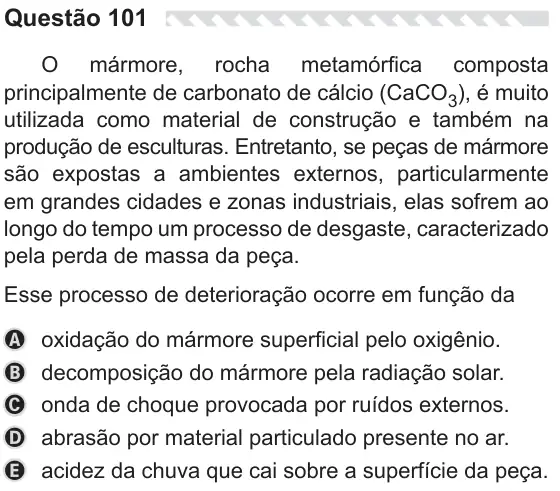 Questão 101
O mármore, rocha metamórfica composta
principalmente de carbonato de cálcio (CaCO₃), é muito
utilizada como material de construção e também na
produção de esculturas. Entretanto, se peças de mármore
são expostas a ambientes externos, particularmente
em grandes cidades e zonas industriais, elas sofrem ao
longo do tempo um processo de desgaste, caracterizado
pela perda de massa da peça.
Esse processo de deterioração ocorre em função da
A oxidação do mármore superficial pelo oxigênio.
B decomposição do mármore pela radiação solar.
C onda de choque provocada por ruídos externos.
D abrasão por material particulado presente no ar.
E acidez da chuva que cai sobre a superfície da peça.